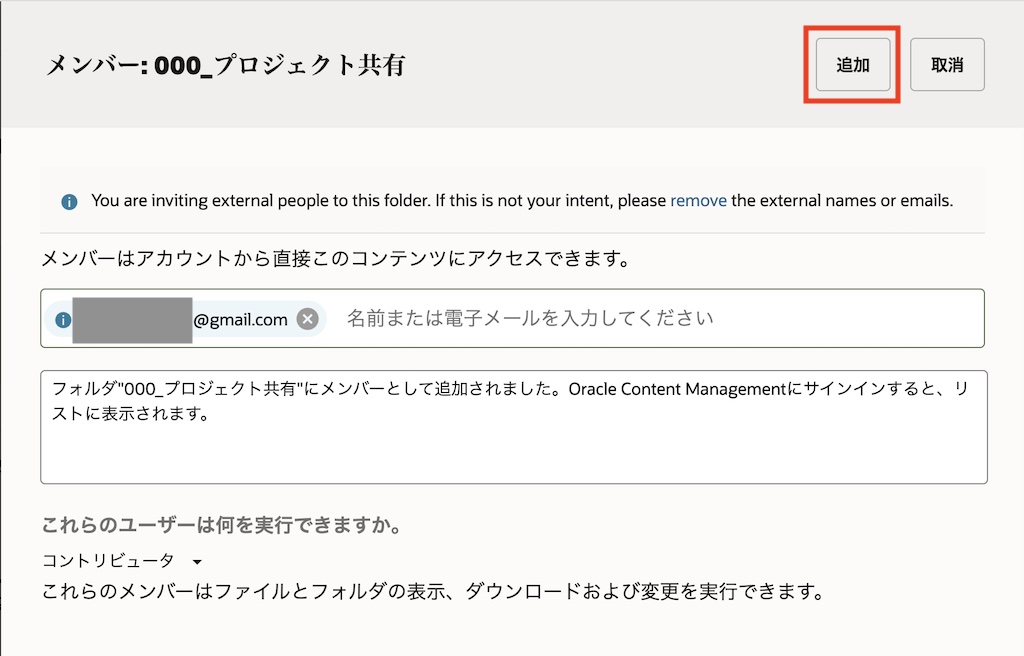 メンバー: 000_プロジェクト共有
追加
取消
You are inviting external people to this folder. If this is not your intent, please remove the external names or emails.
メンバーはアカウントから直接このコンテンツにアクセスできます。
@gmail.com 名前または電子メールを入力してください
フォルダ"000_プロジェクト共有"にメンバーとして追加されました。Oracle Content Managementにサインインすると、リ
ストに表示されます。
これらのユーザーは何を実行できますか。
コントリビュータ
これらのメンバーはファイルとフォルダの表示、ダウンロードおよび変更を実行できます。